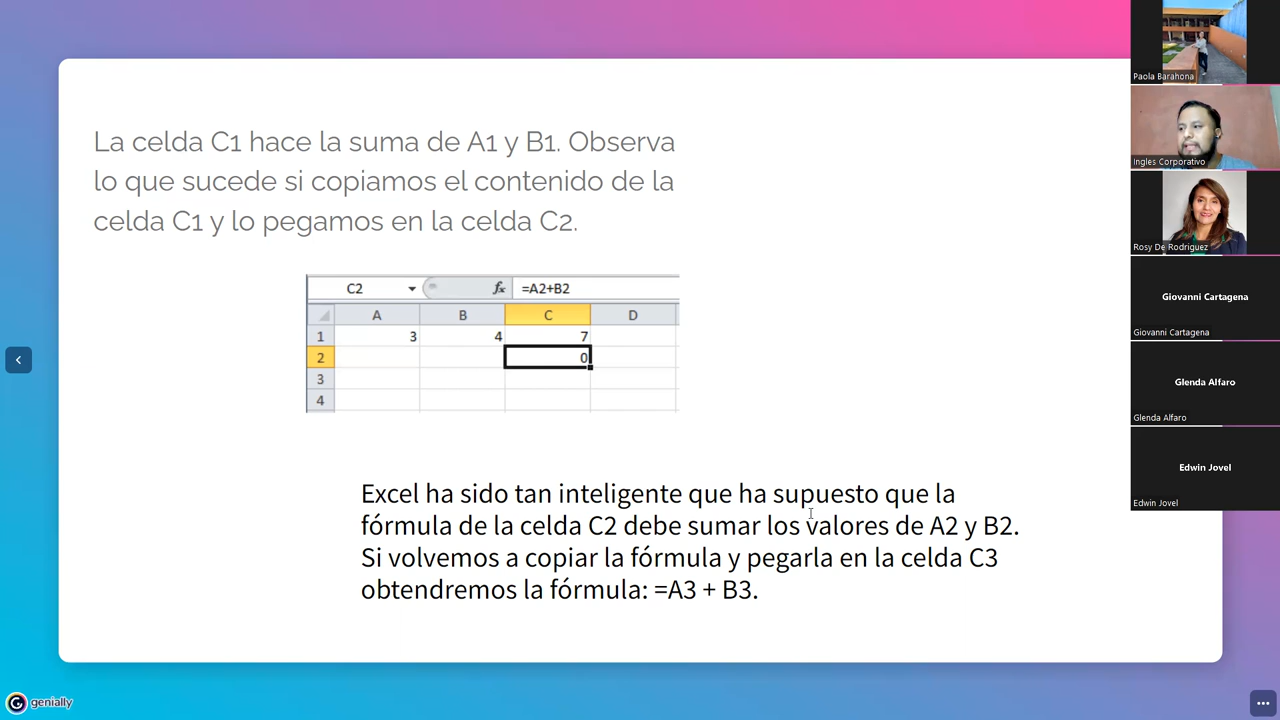 La celda C1 hace la suma de A1 y B1. Observa
lo que sucede si copiamos el contenido de la
celda C1 y lo pegamos en la celda C2.
C2 fx =A2+B2
A B C D
1 3 4 7
2 0
3
4
Excel ha sido tan inteligente que ha supuesto que la
fórmula de la celda C2 debe sumar los valores de A2 y B2.
Si volvemos a copiar la fórmula y pegarla en la celda C3
obtendremos la fórmula: =A3 + B3.
Paola Barahona
Ingles Corporativo
Rosy De Rodriguez
Giovanni Cartagena
Giovanni Cartagena
Glenda Alfaro
Glenda Alfaro
Edwin Jovel
Edwin Jovel
genially